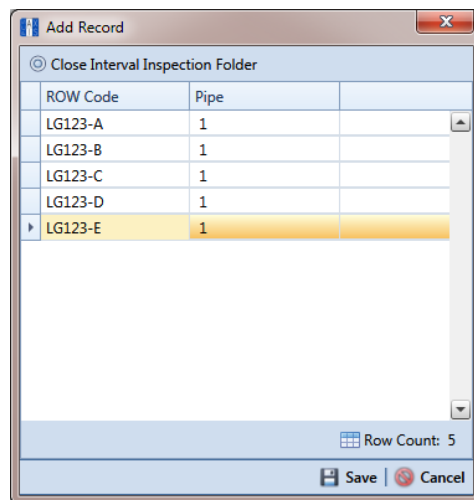 Add Record
Close Interval Inspection Folder
ROW Code Pipe
LG123-A 1
LG123-B 1
LG123-C 1
LG123-D 1
LG123-E 1
Row Count: 5
Save | Cancel